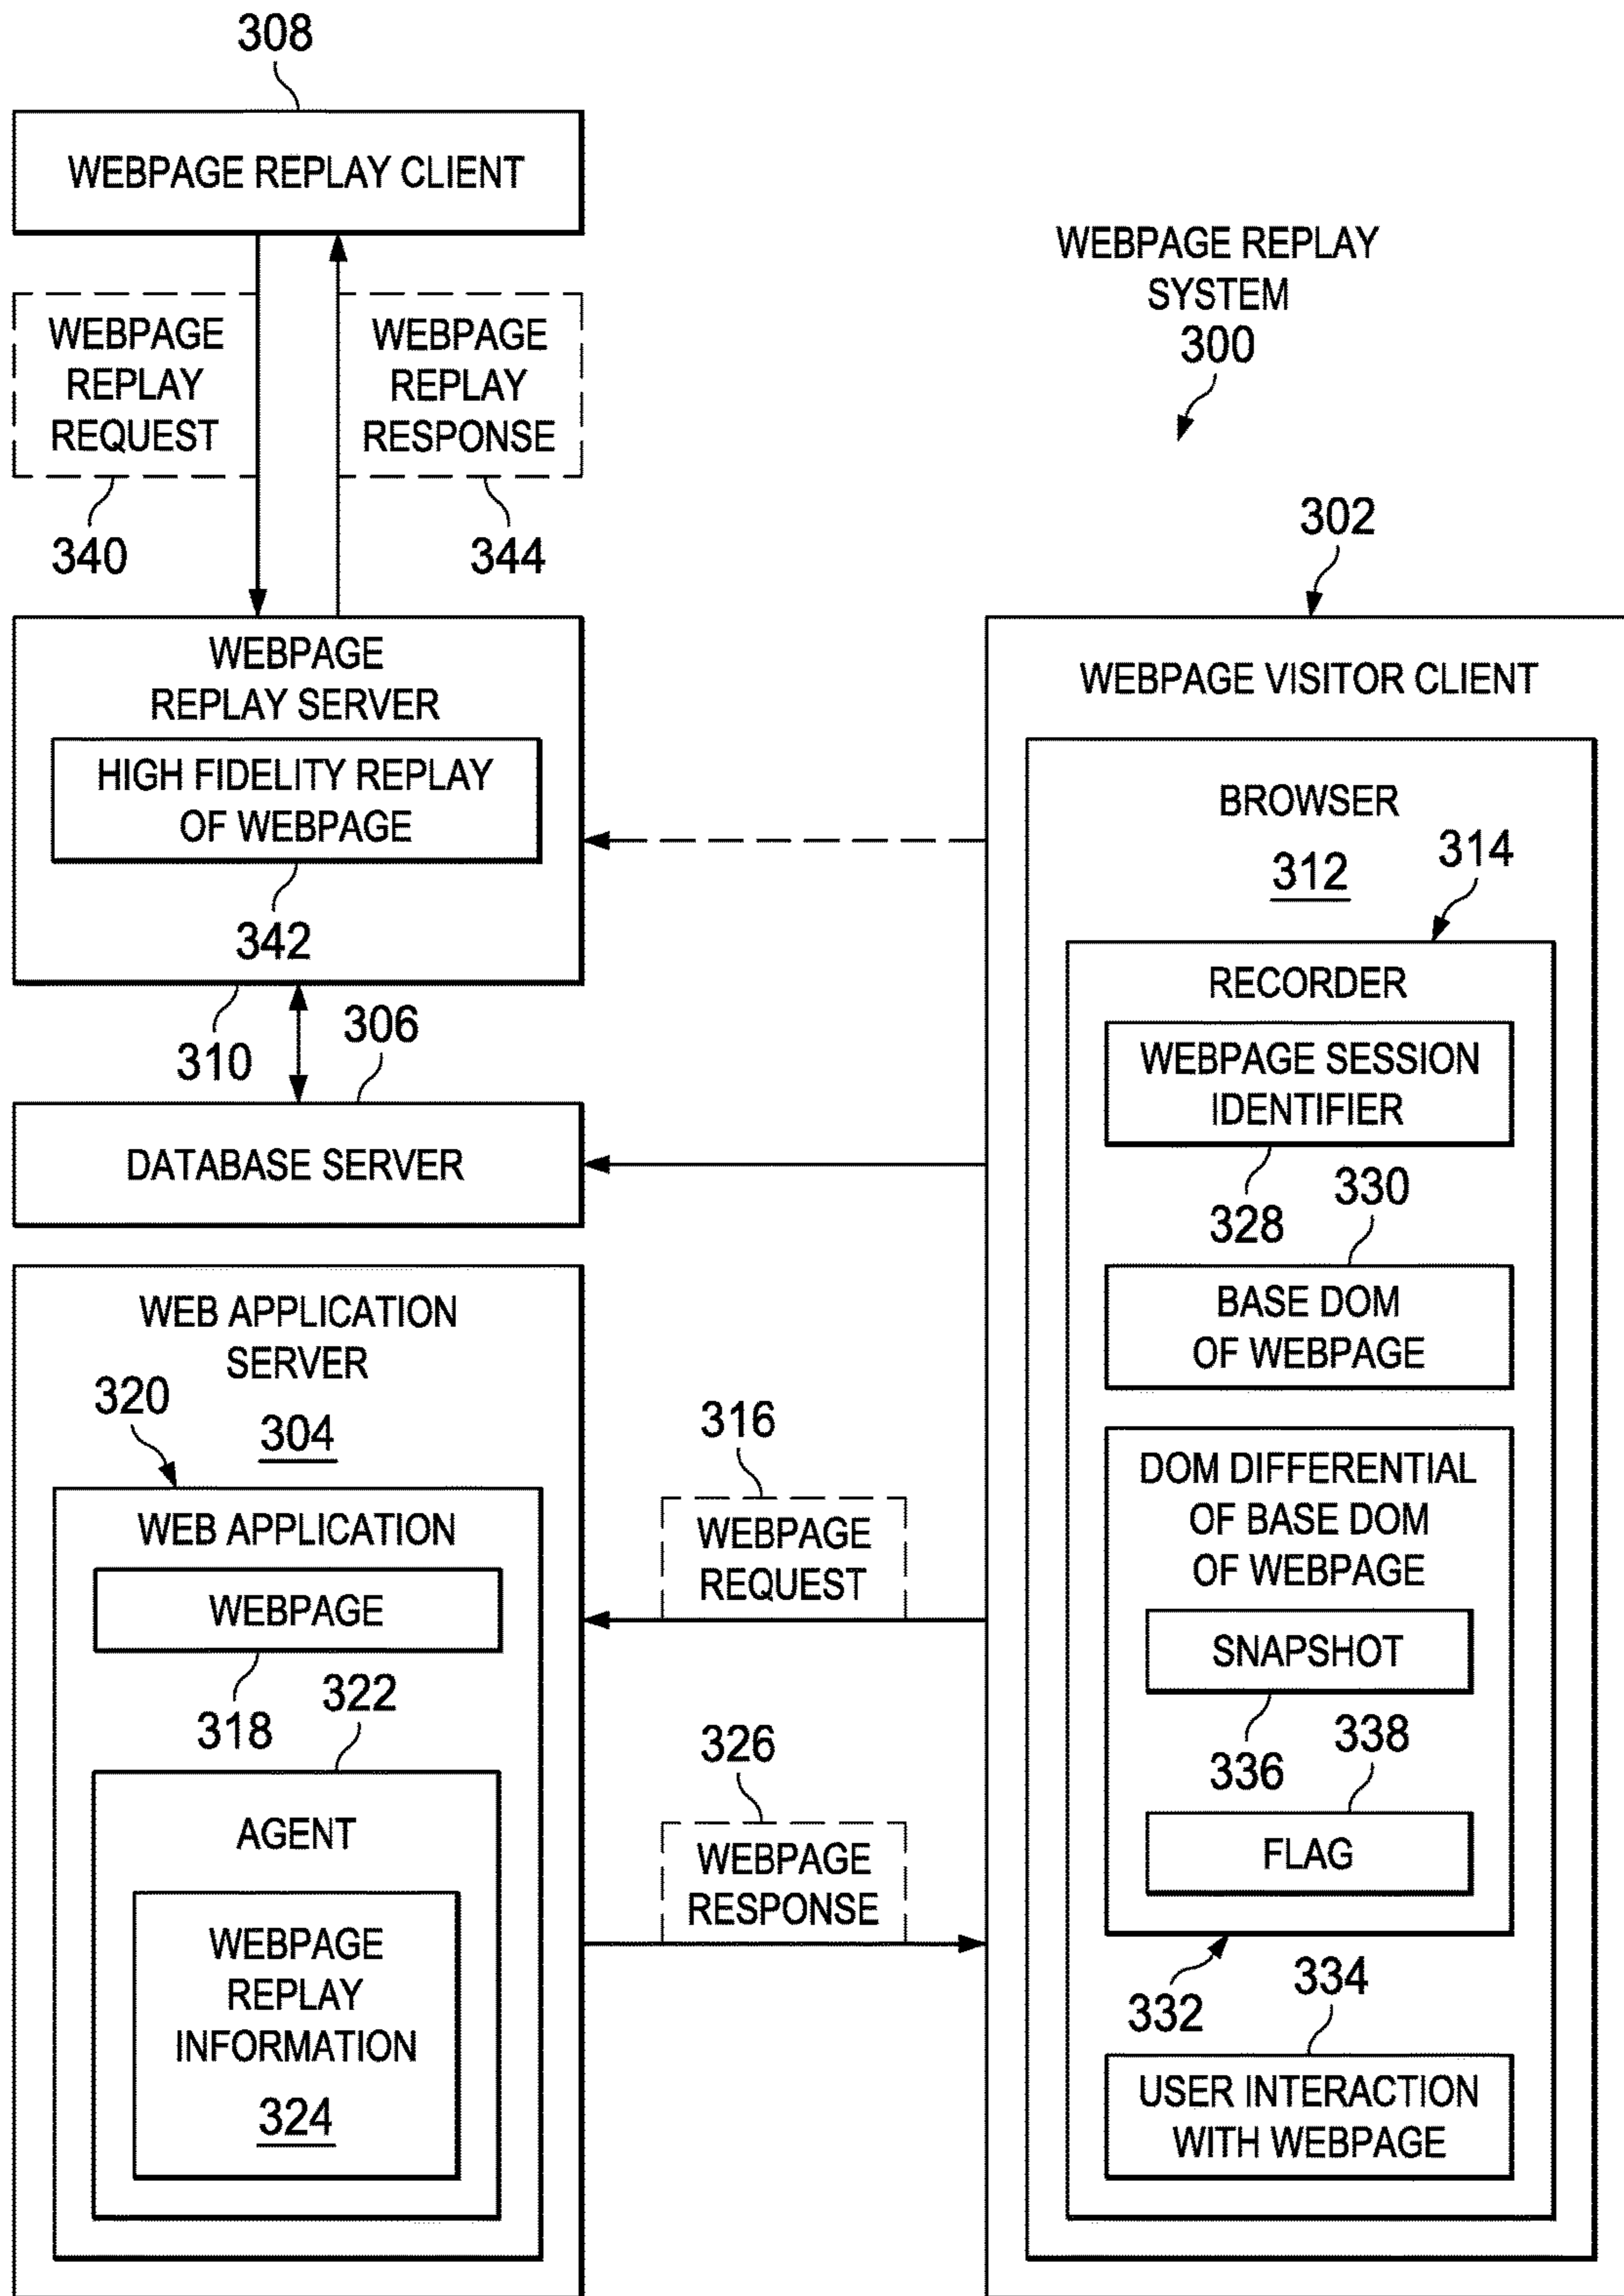 308
WEBPAGE REPLAY CLIENT
WEBPAGE
REPLAY
REQUEST
340
WEBPAGE
REPLAY
RESPONSE
344
WEBPAGE REPLAY
SYSTEM
300
WEBPAGE
REPLAY SERVER
HIGH FIDELITY REPLAY
OF WEBPAGE
342
310
306
DATABASE SERVER
WEB APPLICATION
SERVER
304
320
WEB APPLICATION
WEBPAGE
318
322
AGENT
WEBPAGE
REPLAY
INFORMATION
324
316
WEBPAGE
REQUEST
326
WEBPAGE
RESPONSE
302
WEBPAGE VISITOR CLIENT
BROWSER
312
314
RECORDER
WEBPAGE SESSION
IDENTIFIER
328
330
BASE DOM
OF WEBPAGE
DOM DIFFERENTIAL
OF BASE DOM
OF WEBPAGE
SNAPSHOT
336
338
FLAG
332
334
USER INTERACTION
WITH WEBPAGE